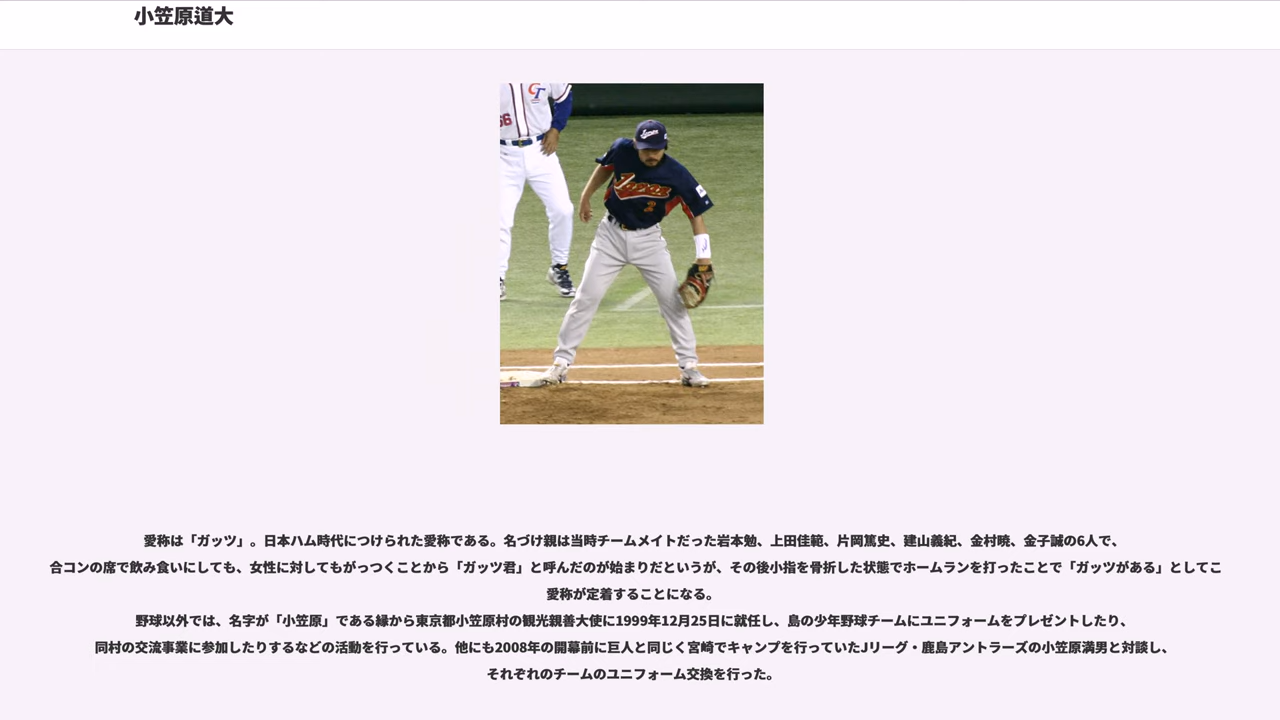 小笠原道大
CT
66
Japan
2
愛称は「ガッツ」。日本ハム時代につけられた愛称である。名づけ親は当時チームメイトだった岩本勉、上田佳範、片岡篤史、建山義紀、金村暁、金子誠の6人で、
合コンの席で飲み食いにしても、女性に対してもがっつくことから「ガッツ君」と呼んだのが始まりだというが、その後小指を骨折した状態でホームランを打ったことで「ガッツがある」としてこ
愛称が定着することになる。
野球以外では、名字が「小笠原」である縁から東京都小笠原村の観光親善大使に1999年12月25日に就任し、島の少年野球チームにユニフォームをプレゼントしたり、
同村の交流事業に参加したりするなどの活動を行っている。他にも2008年の開幕前に巨人と同じく宮崎でキャンプを行っていたJリーグ・鹿島アントラーズの小笠原満男と対談し、
それぞれのチームのユニフォーム交換を行った。